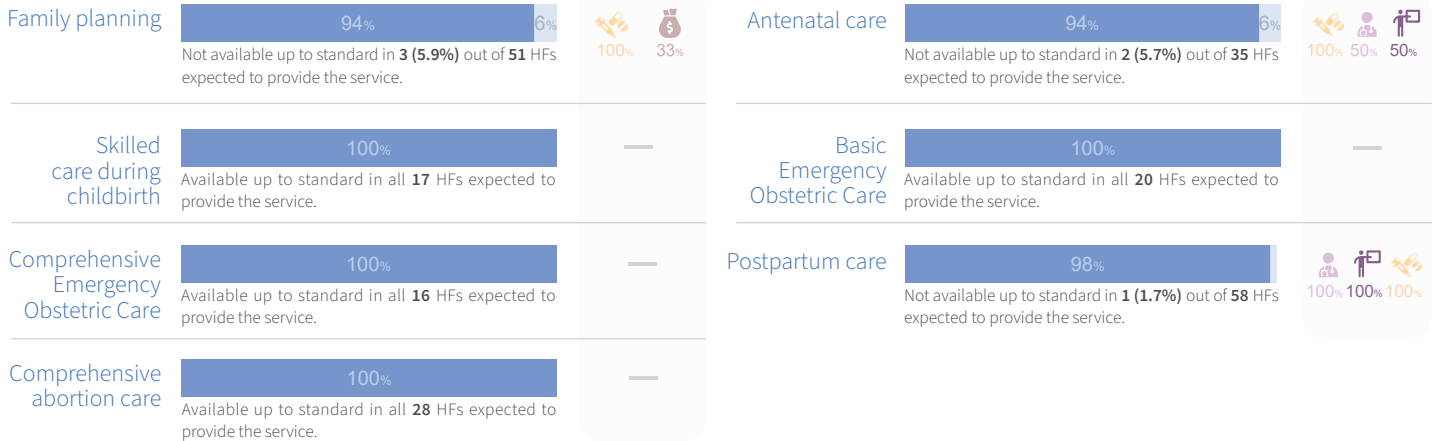 Family planning
94%
6%
Not available up to standard in 3 (5.9%) out of 51 HFs
expected to provide the service.
100%
33%
Skilled
care during
childbirth
100%
Available up to standard in all 17 HFs expected to
provide the service.
Comprehensive
Emergency
Obstetric Care
100%
Available up to standard in all 16 HFs expected to
provide the service.
Comprehensive
abortion care
100%
Available up to standard in all 28 HFs expected to
provide the service.
Antenatal care
94%
6%
Not available up to standard in 2 (5.7%) out of 35 HFs
expected to provide the service.
100% 50% 50%
Basic
Emergency
Obstetric Care
100%
Available up to standard in all 20 HFs expected to
provide the service.
Postpartum care
98%
Not available up to standard in 1 (1.7%) out of 58 HFs
expected to provide the service.
100% 100% 100%